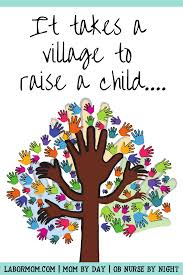 It takes a
village to
raise a child....
LABORMOM.COM | MOM BY DAY | OB NURSE BY NIGHT